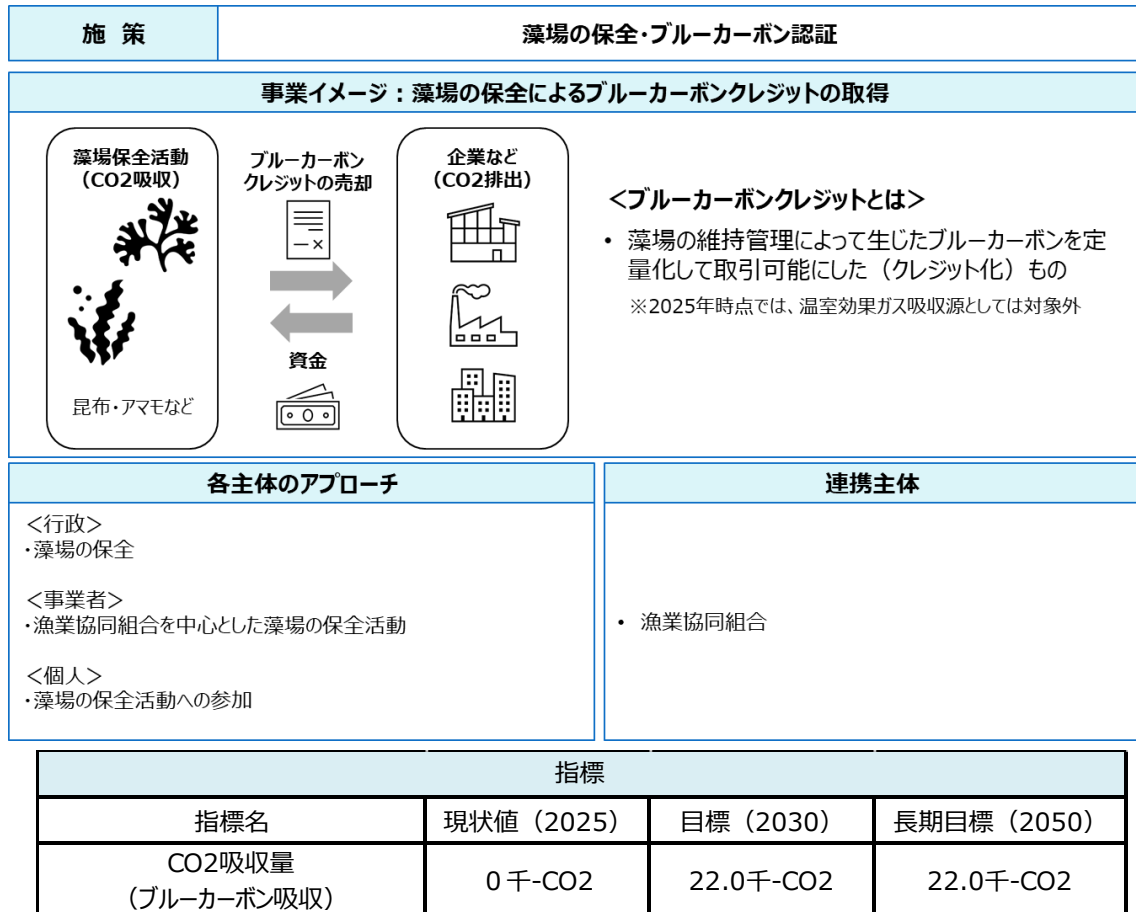 施 策
藻場の保全･ブルーカーボン認証
事業イメージ：藻場の保全によるブルーカーボンクレジットの取得
藻場保全活動
（CO2吸収）
昆布･アマモなど
ブルーカーボン
クレジットの売却
資金
企業など
（CO2排出）
＜ブルーカーボンクレジットとは＞
• 藻場の維持管理によって生じたブルーカーボンを定
量化して取引可能にした（クレジット化）もの
※2025年時点では、温室効果ガス吸収源としては対象外
各主体のアプローチ
＜行政＞
･藻場の保全
＜事業者＞
･漁業協同組合を中心とした藻場の保全活動
＜個人＞
･藻場の保全活動への参加
連携主体
• 漁業協同組合
指標
指標名 現状値（2025） 目標（2030） 長期目標（2050）
CO2吸収量
（ブルーカーボン吸収）
0千-CO2 22.0千-CO2 22.0千-CO2